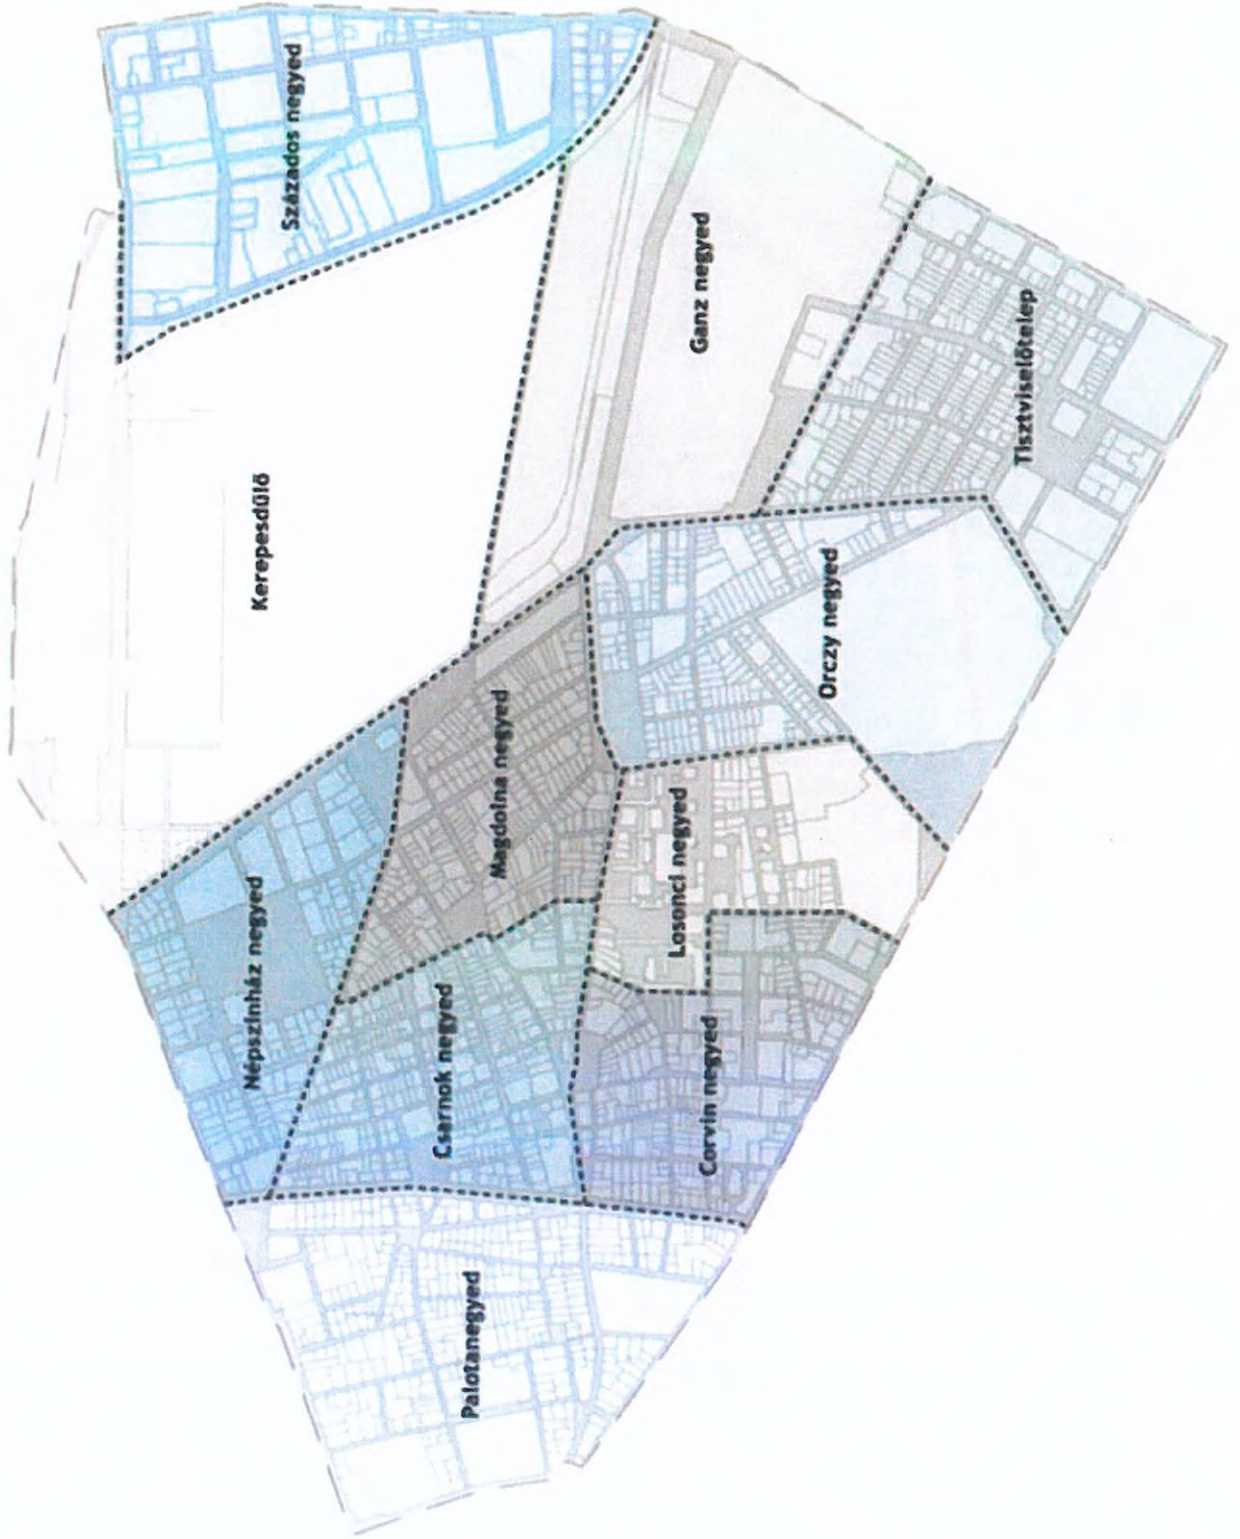 Népszínház negyed
Kerepesdűlő
Százados negyed
Csarnok negyed
Palotanegyed
Magdolna negyed
Losonci negyed
Ganz negyed
Corvin negyed
Orczy negyed
Tisztviselőtelep